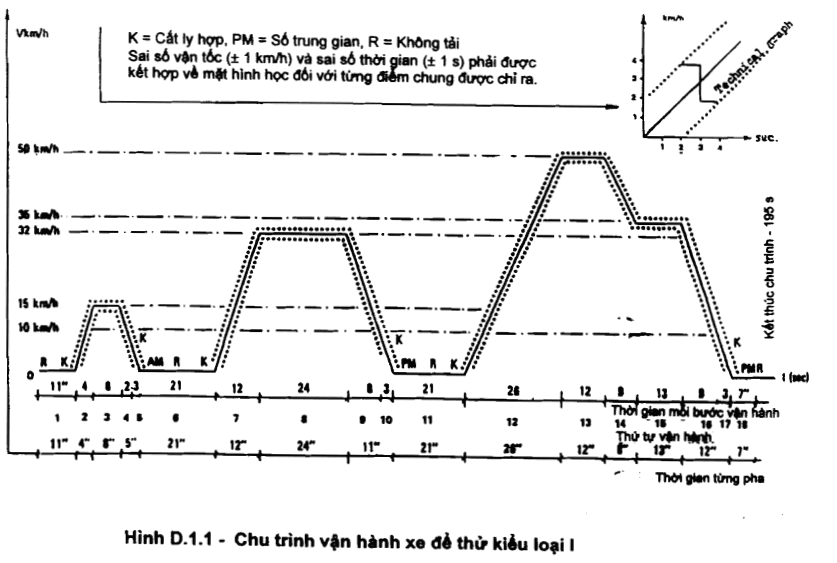 Vkm/h
K = Cắt ly hợp, PM = Số trung gian, R = Không tải
Sai số vận tốc (± 1 km/h) và sai số thời gian (± 1 s) phải được
kết hợp về mặt hình học đối với từng điểm chung được chỉ ra.
km/h
4
3
2
1
1 2 3 4
suc.
Technical
50 km/h
35 km/h
32 km/h
15 km/h
10 km/h
0
R K K AM R K K PM R K K PM R
t (sec)
Kết thúc chu trình - 195 s
11" 4 8 2-3 21 12 24 8 3 21 26 12 8 13 9 3 7"
Thời gian mỗi bước vận hành
1 2 3 4 5 6 7 8 9 10 11 12 13 14 15 16 17 18
Thứ tự vận hành
11" 4" 8" 5" 21" 12" 24" 11" 21" 26" 12" 8" 13" 12" 7"
Thời gian từng pha
Hình D.1.1 - Chu trình vận hành xe để thử kiểu loại I